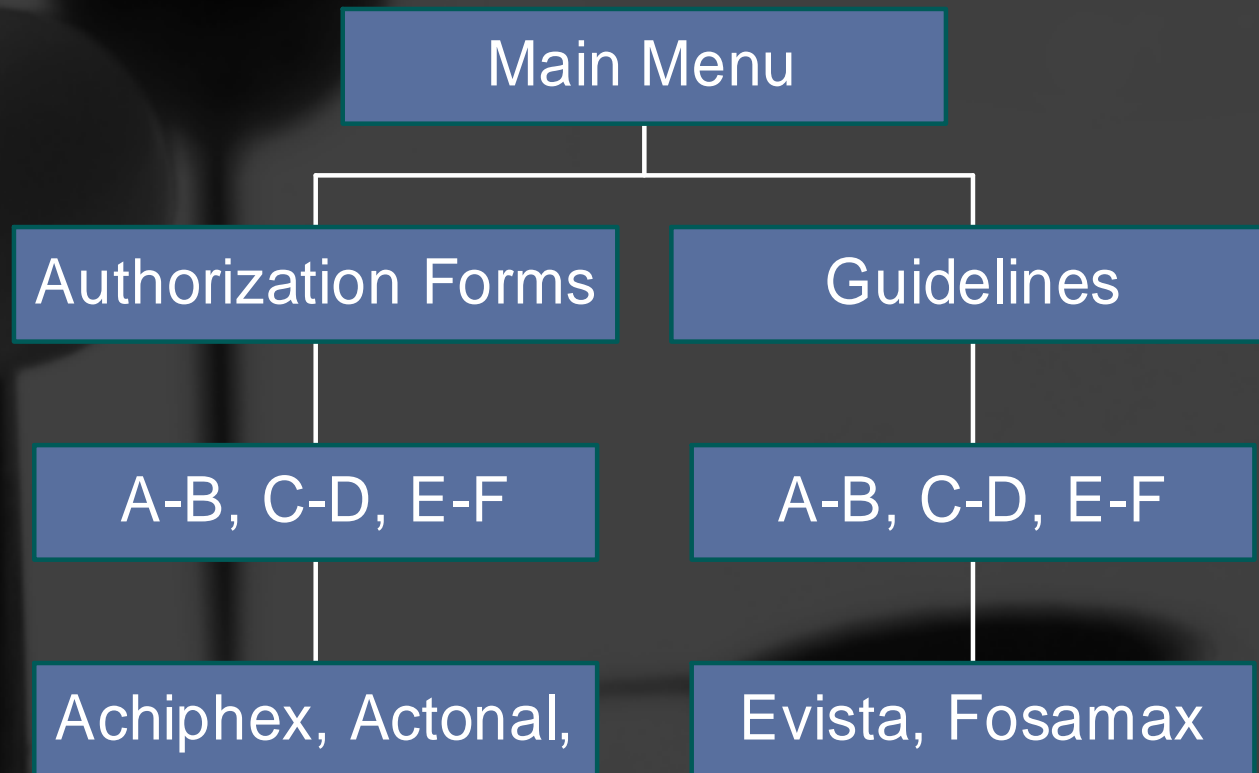 Main Menu
Authorization Forms
Guidelines
A-B, C-D, E-F
A-B, C-D, E-F
Achiphex, Actonal,
Evista, Fosamax